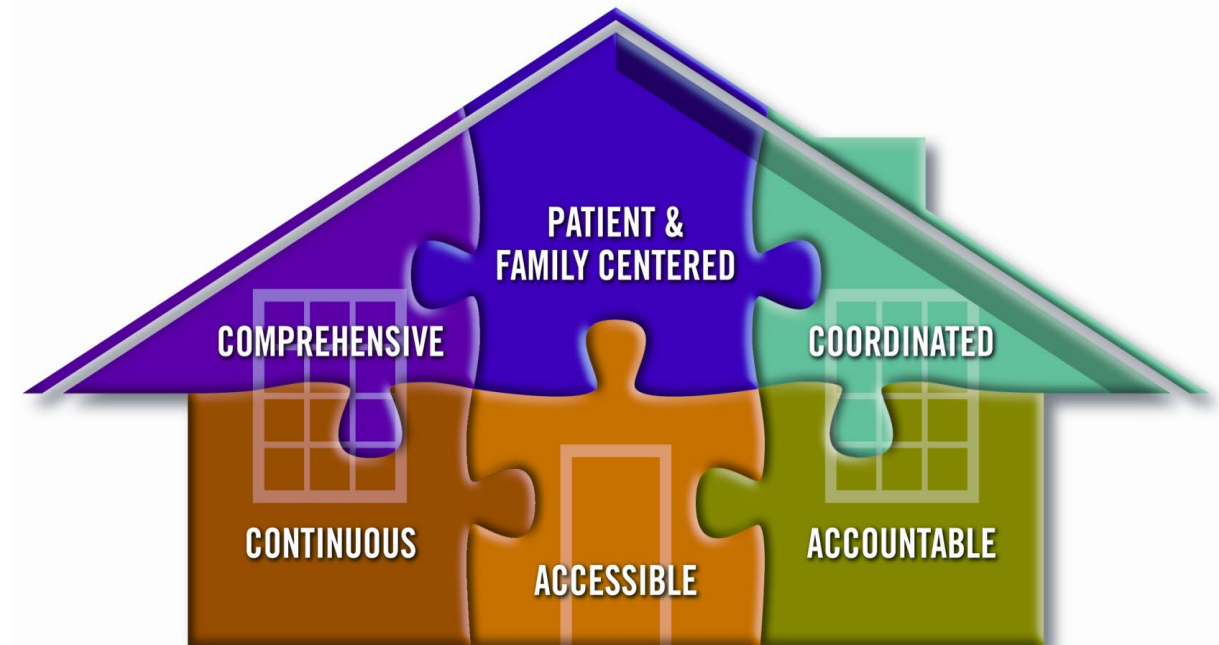 PATIENT &
FAMILY CENTERED
COMPREHENSIVE
COORDINATED
CONTINUOUS
ACCESSIBLE
ACCOUNTABLE